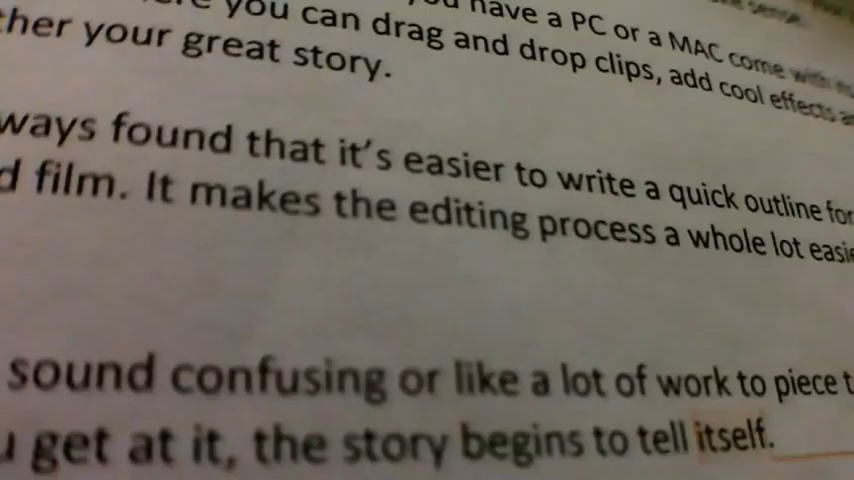 sense.
you have a PC or a MAC come with
you can drag and drop clips, add cool effects
ther your great story.
ways found that it's easier to write a quick outline for
d film. It makes the editing process a whole lot easie
sound confusing or like a lot of work to piece t
u get at it, the story begins to tell itself.